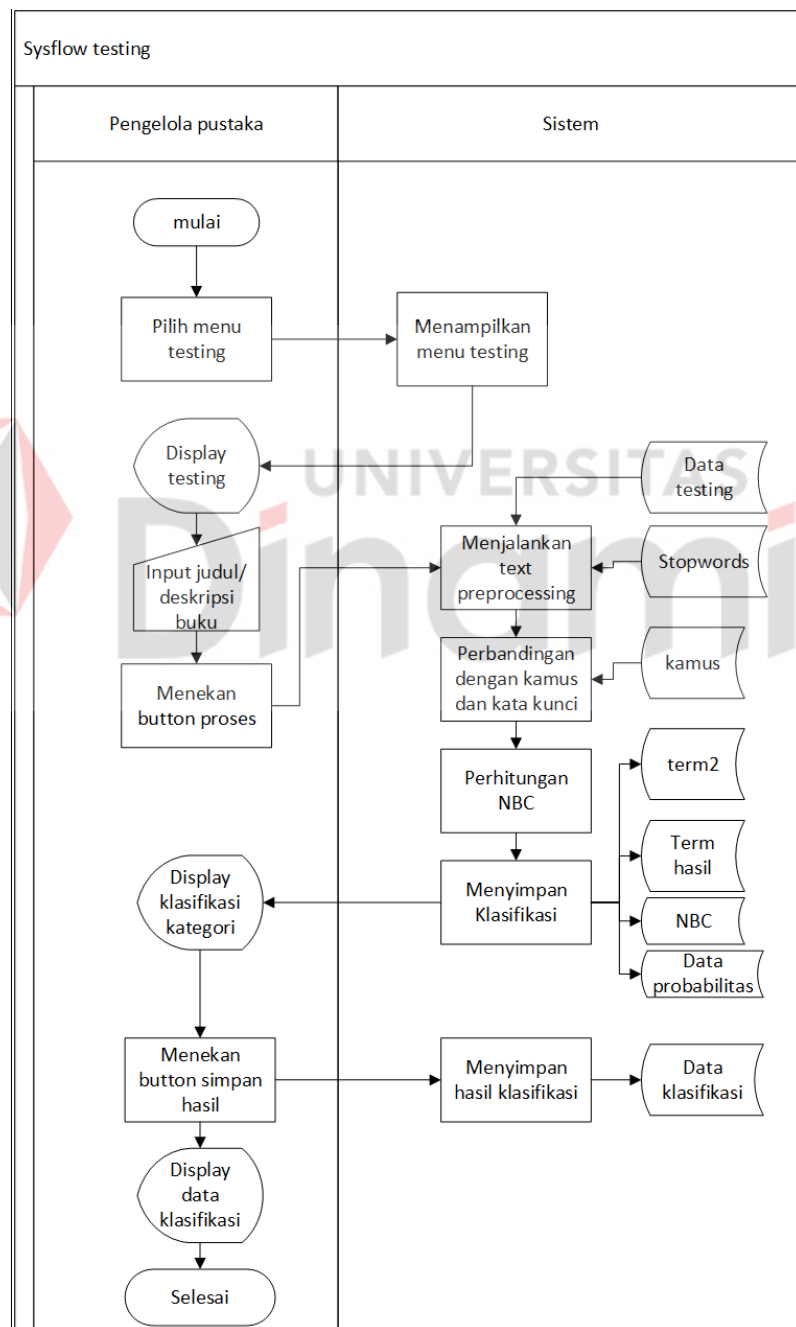 Sysflow testing
Pengelola pustaka
Sistem
mulai
Pilih menu
testing
Menampilkan
menu testing
UNIVERSITAS
Dinami
Display
testing
Data
testing
Input judul/
deskripsi
buku
Menjalankan
text
preprocessing
Stopwords
Menekan
button proses
Perbandingan
dengan kamus
dan kata kunci
kamus
Perhitungan
NBC
term2
Term
hasil
Display
klasifikasi
kategori
Menyimpan
Klasifikasi
NBC
Data
probabilitas
Menekan
button simpan
hasil
Menyimpan
hasil klasifikasi
Data
klasifikasi
Display
data
klasifikasi
Selesai